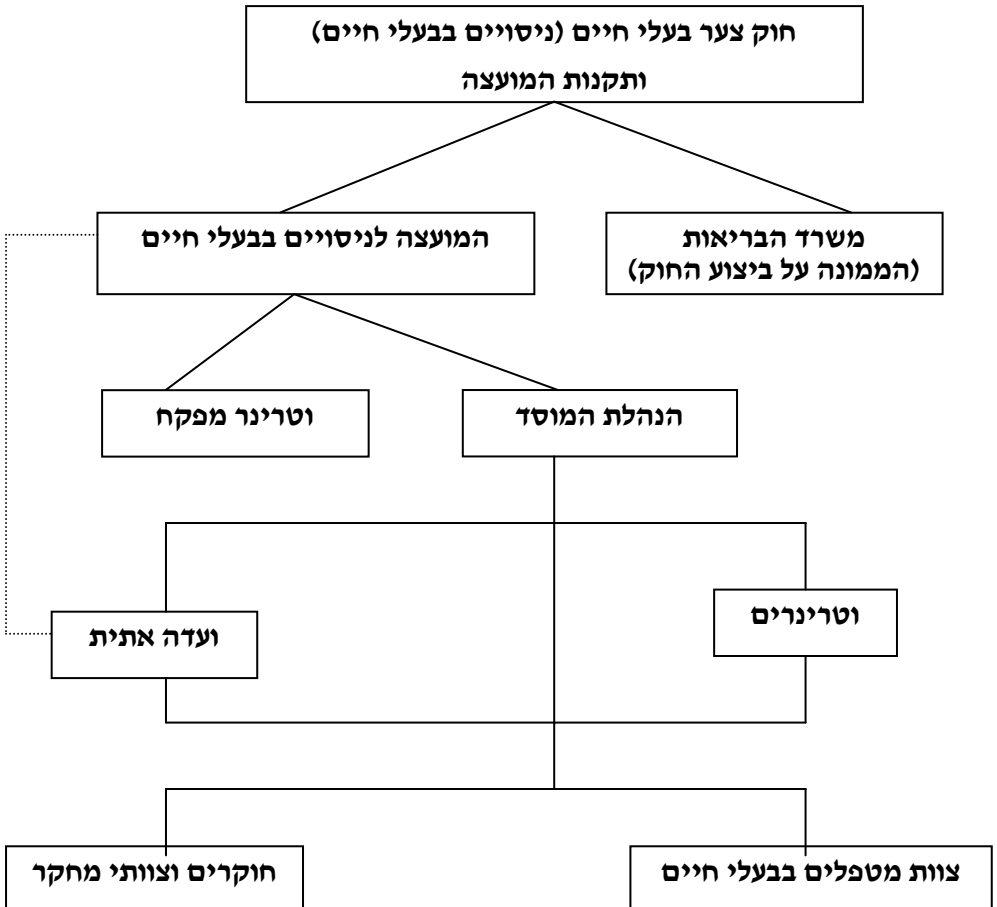 חוק צער בעלי חיים (ניסויים בבעלי חיים)
ותקנות המועצה
משרד הבריאות
(הממונה על ביצוע החוק)
המועצה לניסויים בבעלי חיים
הנהלת המוסד
וטרינר מפקח
וטרינרים
ועדה אתית
צוות מטפלים בבעלי חיים
חוקרים וצוותי מחקר